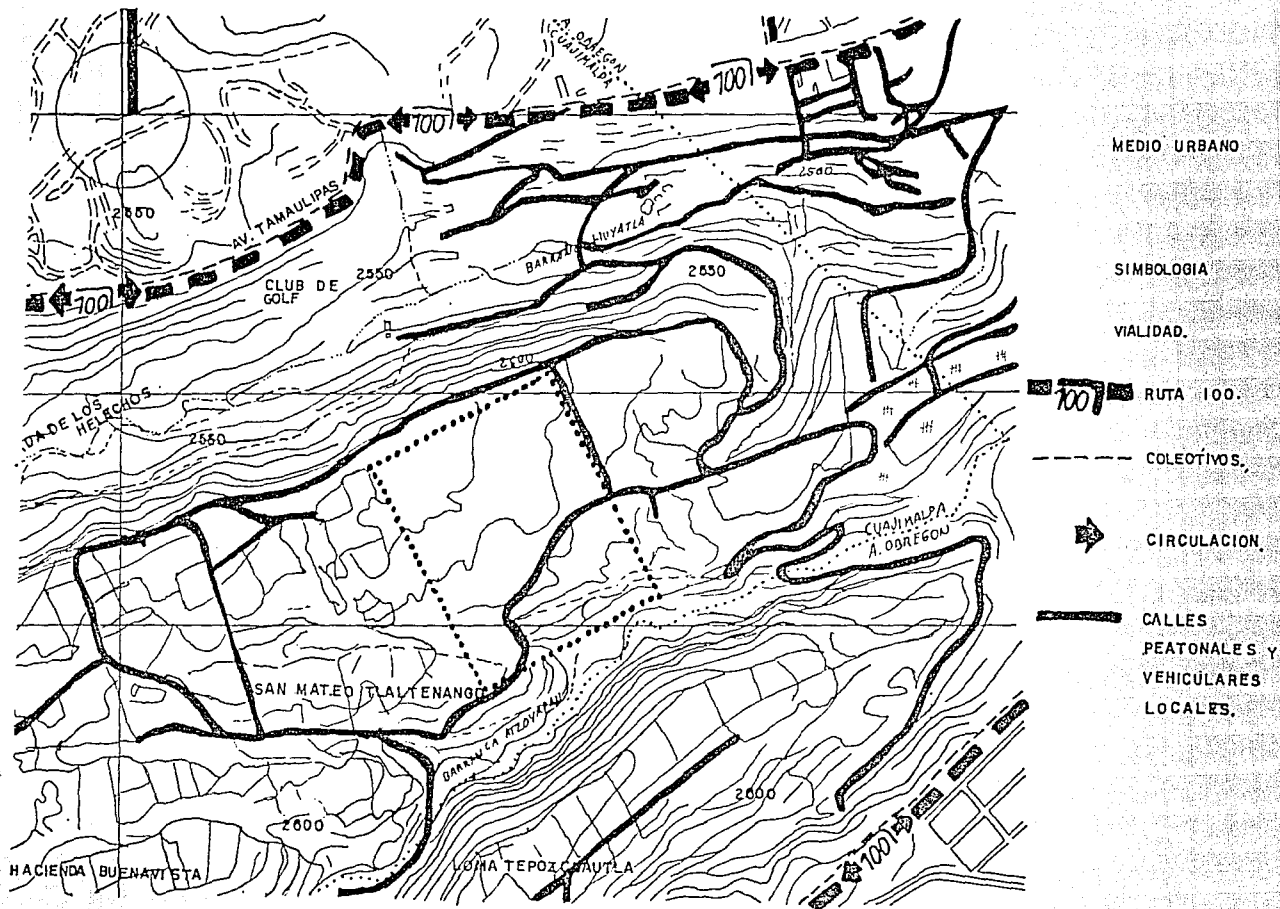 A. OBREGON
CUAJIMALPA
100
100
2550
AV. TAMAULIPAS
100
CLUB DE
GOLF
2550
2550
2550
2600
HELECHOS
2550
CUAJIMALPA
A. OBREGON
SAN MATEO TLALTENANGO
2600
2600
100
HACIENDA BUENAVISTA
LOMA TEPOZCUAUTLA
MEDIO URBANO
SIMBOLOGIA
VIALIDAD.
100 RUTA 100.
COLECTIVOS.
CIRCULACION.
CALLES
PEATONALES Y
VEHICULARES
LOCALES.